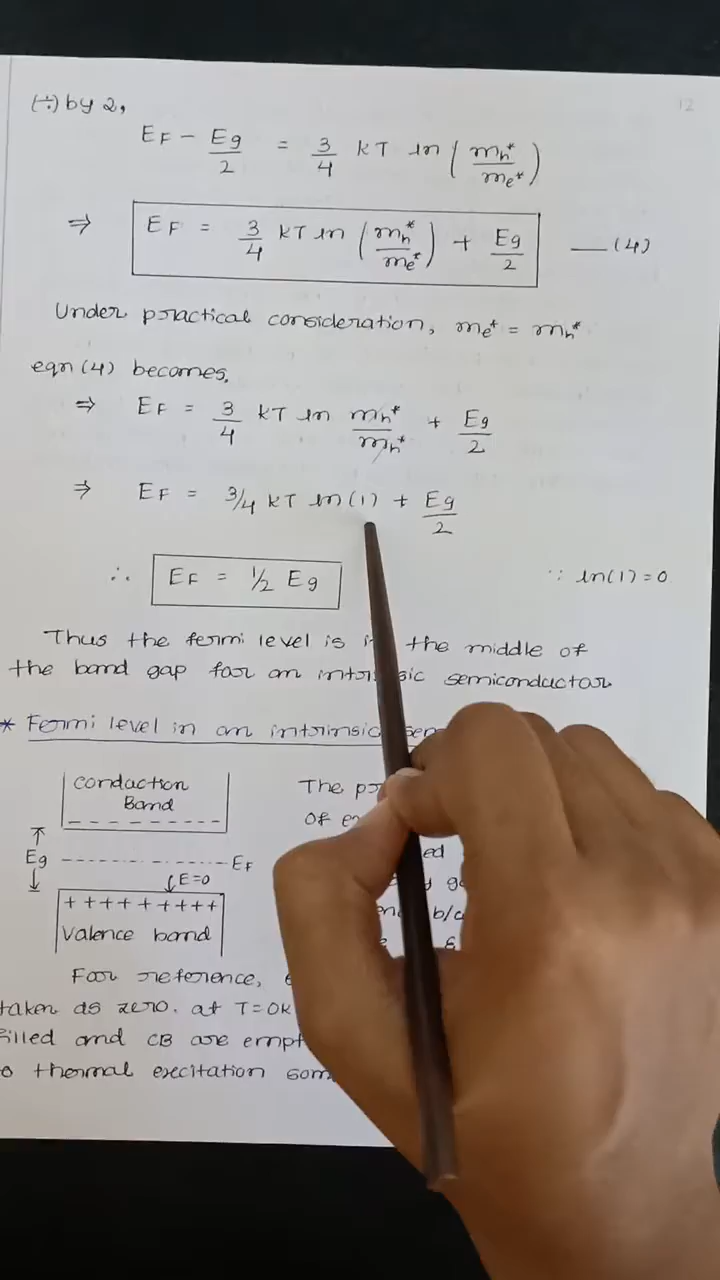 12
(÷) by 2,
EF - Eg/2 = 3/4 KT ln (mh*/me*)
⇒ EF = 3/4 KT ln (mh*/me*) + Eg/2 —(4)
Under practical consideration, me* = mh*
eqn (4) becomes,
⇒ EF = 3/4 KT ln mh*/mh* + Eg/2
⇒ EF = 3/4 KT ln(1) + Eg/2
∴ EF = 1/2 Eg ∵ ln(1) = 0
Thus the fermi level is the middle of
the band gap for an semiconductor
* Fermi level in an intrinsic
conduction
Band
The
of
Eg
EF
E=0
+ + + + + + + + +
Valence band
b/c
For reference,
taken as zero. at T=0K
and CB are
thermal excitation